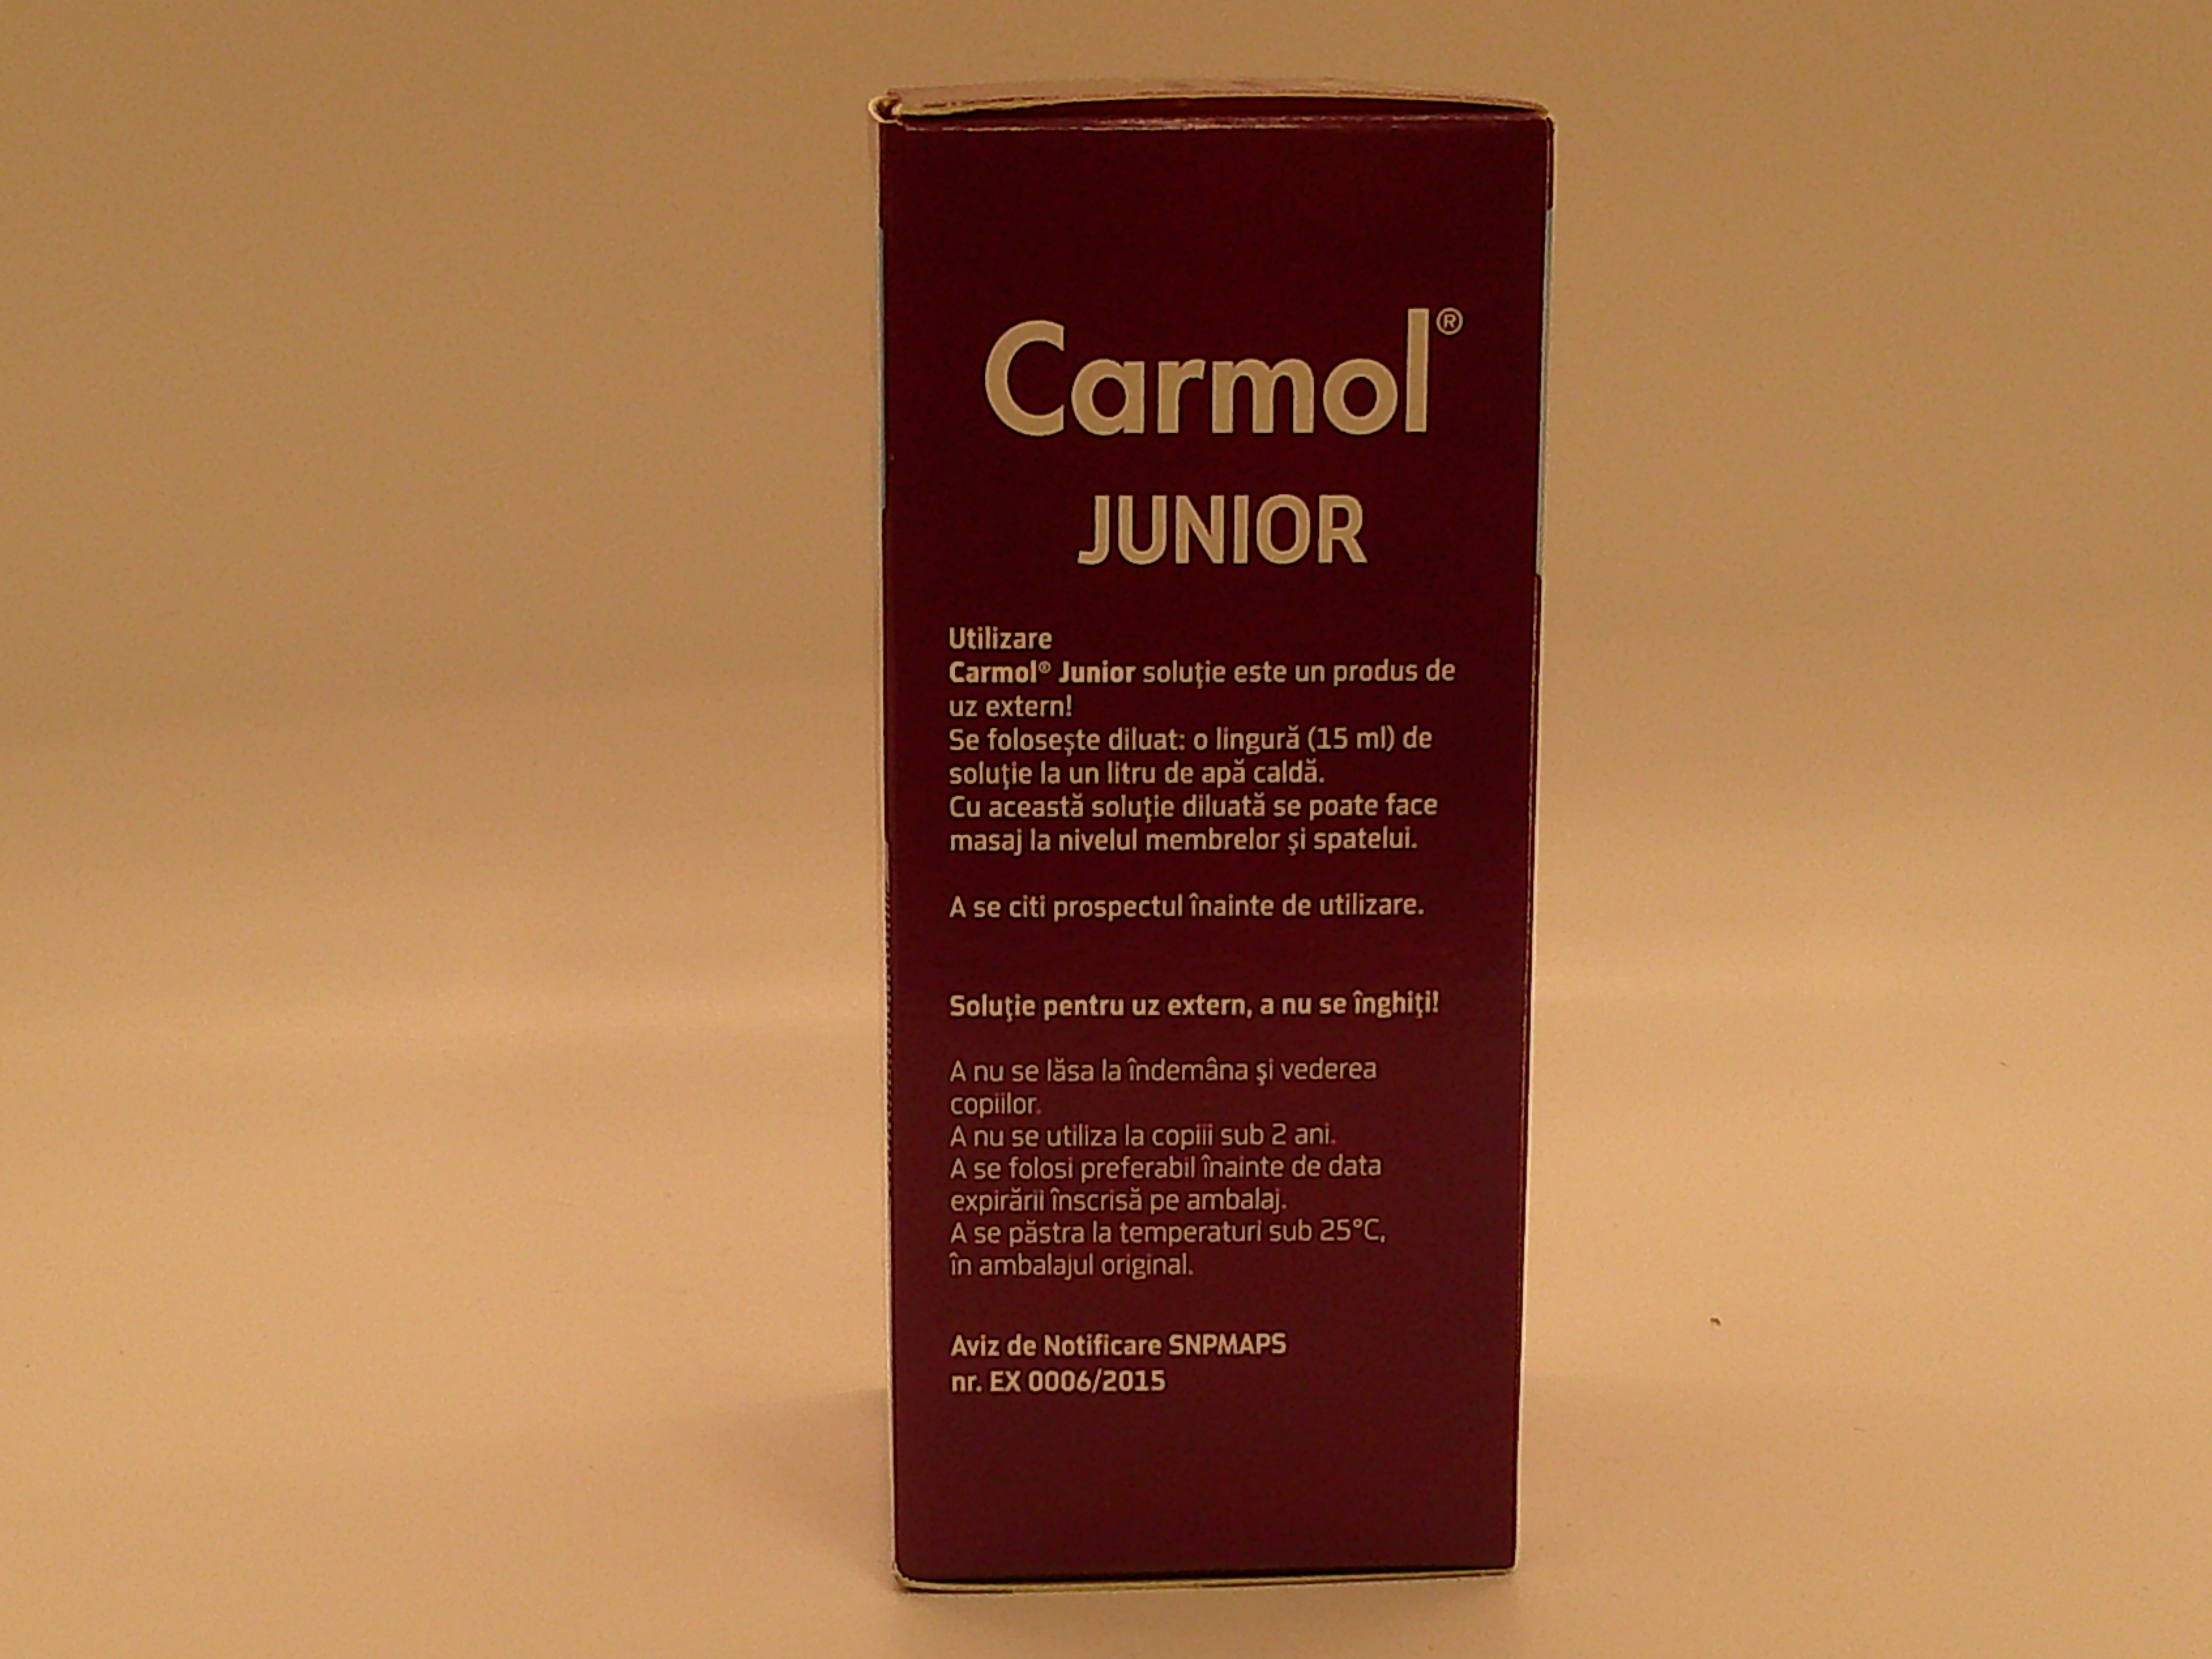 Carmol®
JUNIOR
Utilizare
Carmol® Junior soluţie este un produs de
uz extern!
Se foloseşte diluat: o lingură (15 ml) de
soluţie la un litru de apă caldă.
Cu această soluţie diluată se poate face
masaj la nivelul membrelor şi spatelui.
A se citi prospectul înainte de utilizare.
Soluţie pentru uz extern, a nu se înghiţi!
A nu se lăsa la îndemâna şi vederea
copiilor.
A nu se utiliza la copiii sub 2 ani.
A se folosi preferabil înainte de data
expirării înscrisă pe ambalaj.
A se păstra la temperaturi sub 25°C,
în ambalajul original.
Aviz de Notificare SNPMAPS
nr. EX 0006/2015